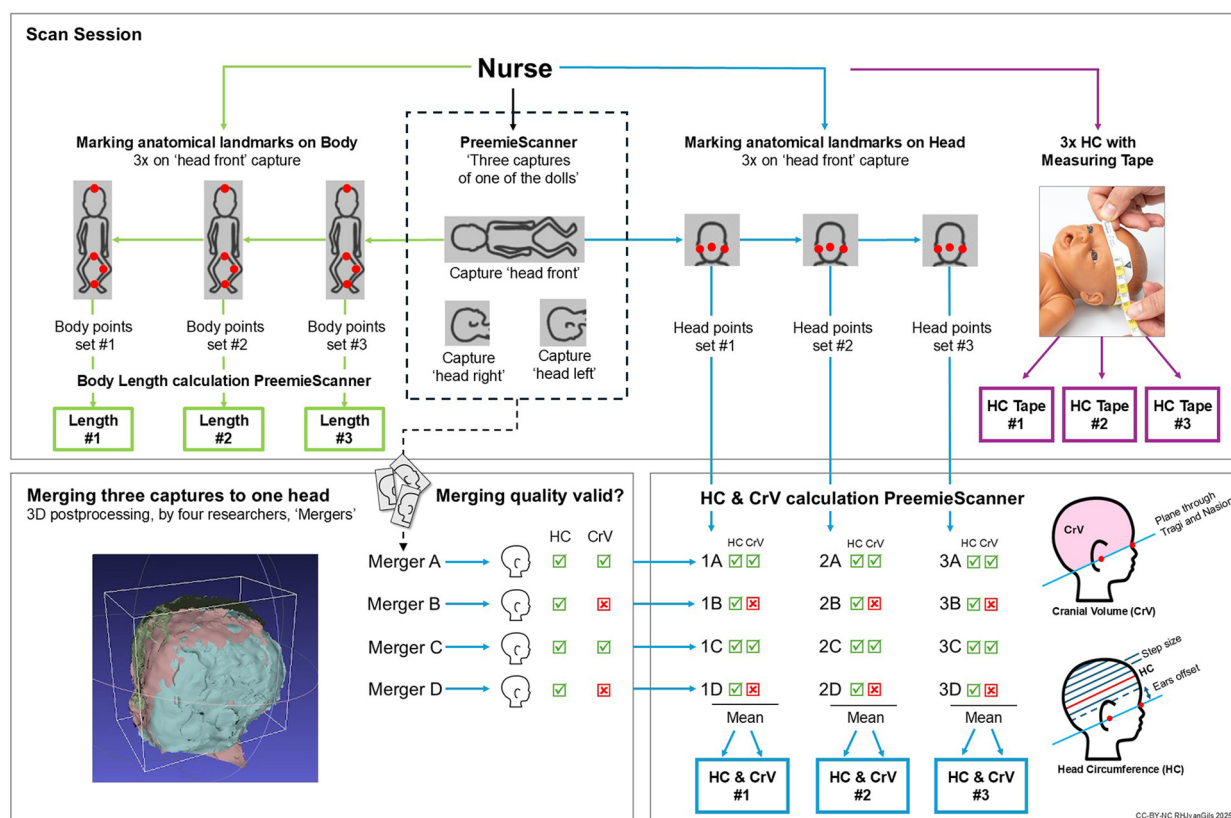 Scan Session
Nurse
Marking anatomical landmarks on Body
3x on ‘head front’ capture
PreemieScanner
‘Three captures
of one of the dolls’
Marking anatomical landmarks on Head
3x on ‘head front’ capture
3x HC with
Measuring Tape
Capture ‘head front’
Capture
‘head right’
Capture
‘head left’
Body points
set #1
Body points
set #2
Body points
set #3
Head points
set #1
Head points
set #2
Head points
set #3
Body Length calculation PreemieScanner
Length
#1
Length
#2
Length
#3
HC Tape
#1
HC Tape
#2
HC Tape
#3
Merging three captures to one head
3D postprocessing, by four researchers, ‘Mergers’
Merging quality valid?
HC CrV
Merger A
Merger B
Merger C
Merger D
HC & CrV calculation PreemieScanner
HC CrV
HC CrV
HC CrV
1A 2A 3A
1B 2B 3B
1C 2C 3C
1D 2D 3D
Mean
Mean
Mean
HC & CrV
#1
HC & CrV
#2
HC & CrV
#3
CrV
Plane through
Tragi and Nasion
Cranial Volume (CrV)
Step size
HC
Ears offset
Head Circumference (HC)